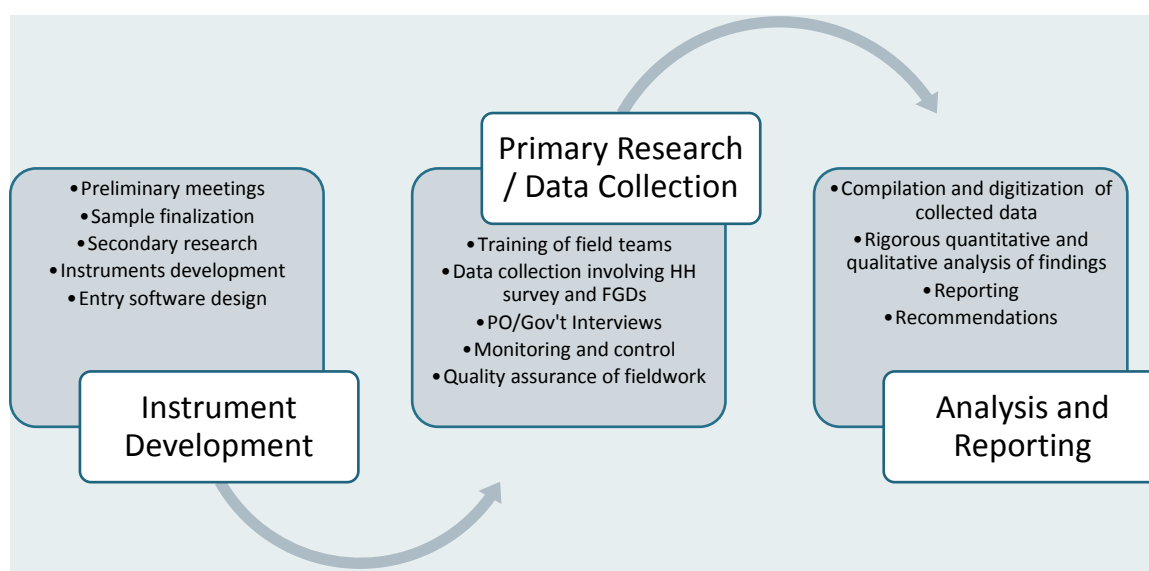 •Preliminary meetings
•Sample finalization
•Secondary research
•Instruments development
•Entry software design
Instrument
Development
Primary Research
/ Data Collection
•Training of field teams
•Data collection involving HH
survey and FGDs
•PO/Gov't Interviews
•Monitoring and control
•Quality assurance of fieldwork
•Compilation and digitization of
collected data
•Rigorous quantitative and
qualitative analysis of findings
•Reporting
•Recommendations
Analysis and
Reporting